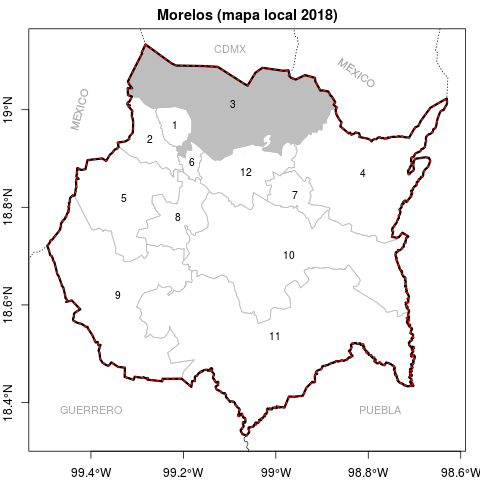 Morelos (mapa local 2018)
CDMX
MEXICO
MEXICO
19°N
18.8°N
18.6°N
18.4°N
3
1
2
6
12
4
7
5
8
10
9
11
GUERRERO
PUEBLA
99.4°W
99.2°W
99°W
98.8°W
98.6°W